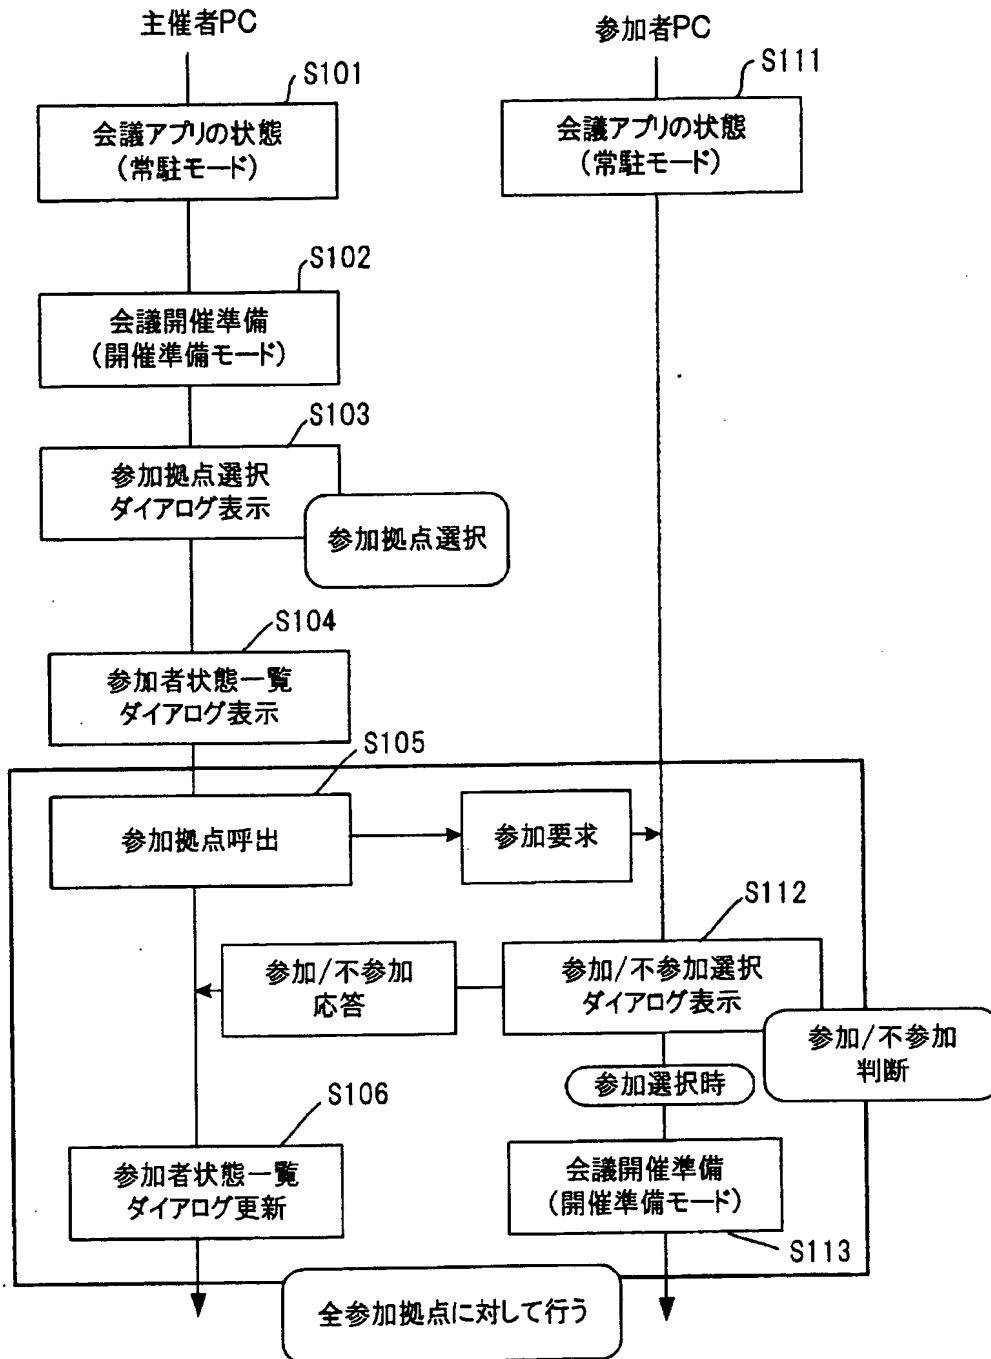 主催者PC
参加者PC
S101
S111
会議アプリの状態
(常駐モード)
会議アプリの状態
(常駐モード)
S102
会議開催準備
(開催準備モード)
S103
参加拠点選択
ダイアログ表示
参加拠点選択
S104
参加者状態一覧
ダイアログ表示
S105
参加拠点呼出
参加要求
S112
参加/不参加
応答
参加/不参加選択
ダイアログ表示
参加/不参加
判断
参加選択時
S106
参加者状態一覧
ダイアログ更新
会議開催準備
(開催準備モード)
S113
全参加拠点に対して行う